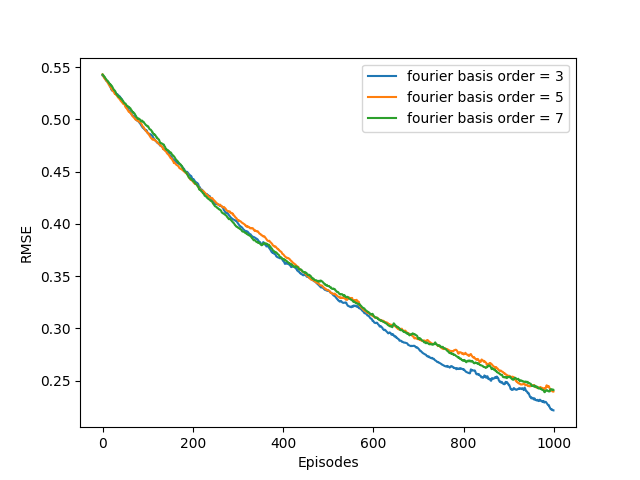 fourier basis order = 3
fourier basis order = 5
fourier basis order = 7
0.55
0.50
0.45
0.40
0.35
0.30
0.25
RMSE
0 200 400 600 800 1000
Episodes